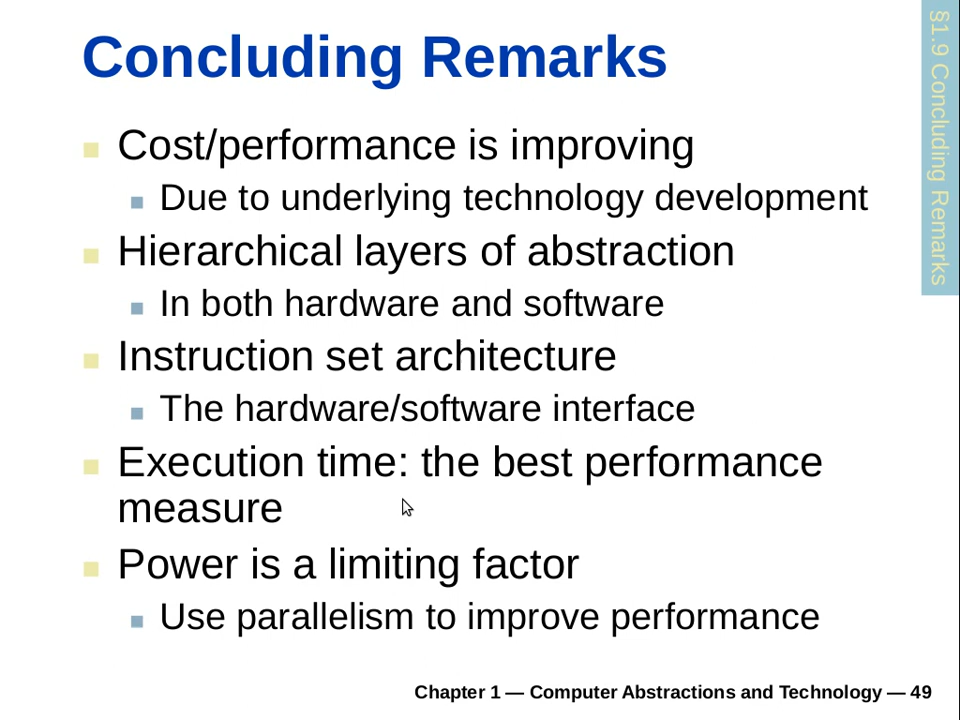 Concluding Remarks
§1.9 Concluding Remarks
Cost/performance is improving
Due to underlying technology development
Hierarchical layers of abstraction
In both hardware and software
Instruction set architecture
The hardware/software interface
Execution time: the best performance
measure
Power is a limiting factor
Use parallelism to improve performance
Chapter 1 — Computer Abstractions and Technology — 49